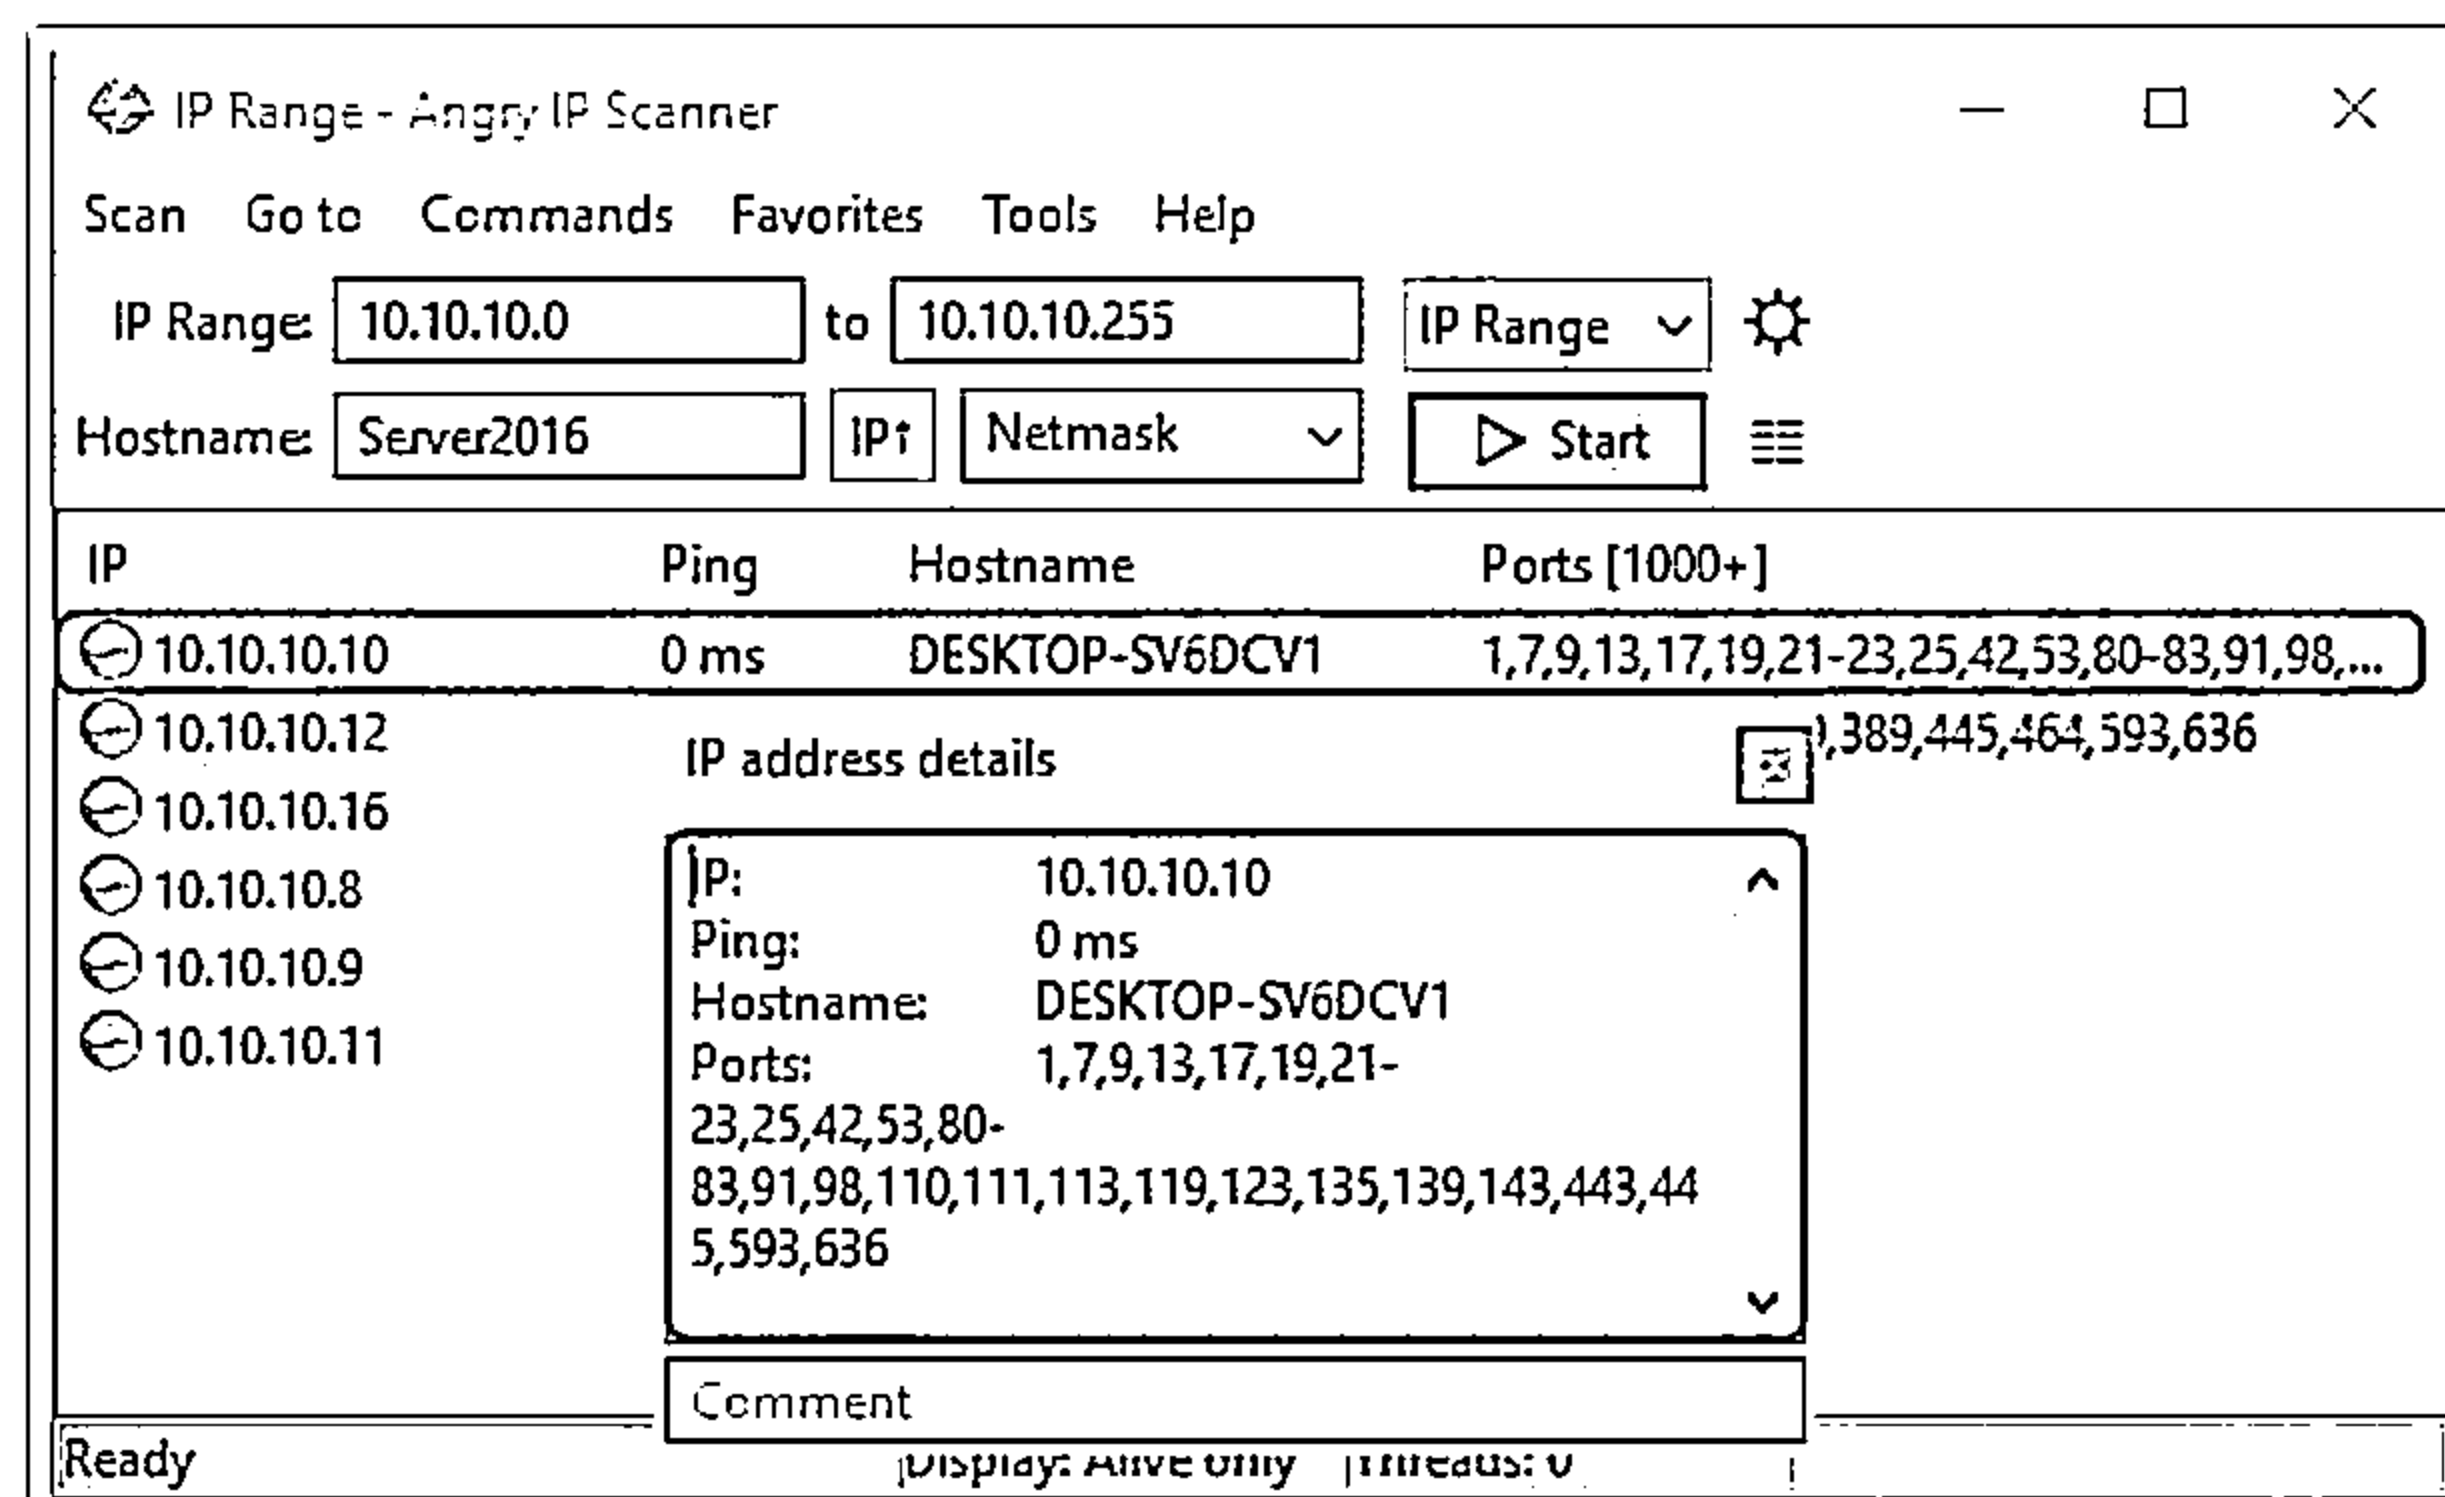 IP Range - Angry IP Scanner
Scan Go to Commands Favorites Tools Help
IP Range: 10.10.10.0 to 10.10.10.255 IP Range
Hostname: Server2016 IP↑ Netmask Start
IP Ping Hostname Ports [1000+]
10.10.10.10 0 ms DESKTOP-SV6DCV1 1,7,9,13,17,19,21-23,25,42,53,80-83,91,98,...
10.10.10.12 ,389,445,464,593,636
IP address details
10.10.10.16
10.10.10.8
10.10.10.9
10.10.10.11
IP: 10.10.10.10
Ping: 0 ms
Hostname: DESKTOP-SV6DCV1
Ports: 1,7,9,13,17,19,21-
23,25,42,53,80-
83,91,98,110,111,113,119,123,135,139,143,443,44
5,593,636
Comment
Ready Display: Alive only Threads: 0